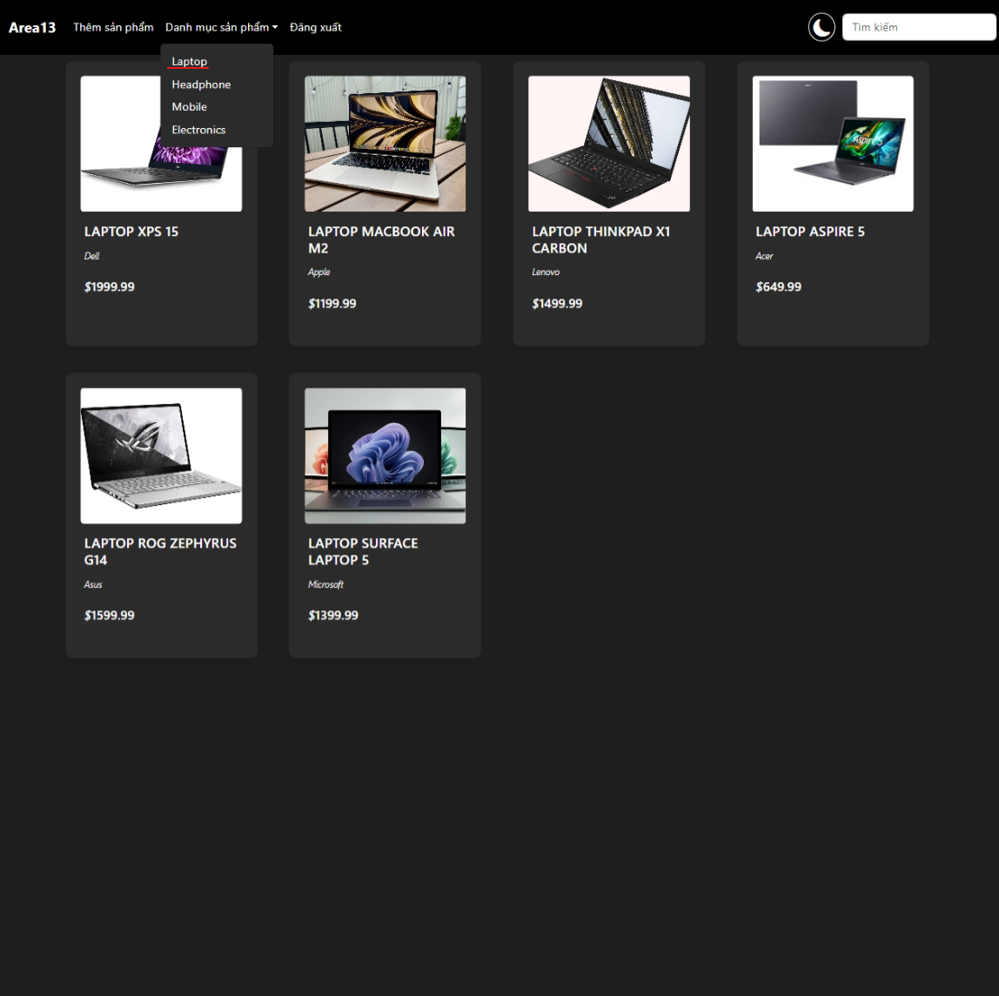 Area13
Thêm sản phẩm
Danh mục sản phẩm
Đăng xuất
Tìm kiếm
Laptop
Headphone
Mobile
Electronics
LAPTOP XPS 15
Dell
$1999.99
LAPTOP MACBOOK AIR
M2
Apple
$1199.99
LAPTOP THINKPAD X1
CARBON
Lenovo
$1499.99
Aspire 5
LAPTOP ASPIRE 5
Acer
$649.99
LAPTOP ROG ZEPHYRUS
G14
Asus
$1599.99
LAPTOP SURFACE
LAPTOP 5
Microsoft
$1399.99